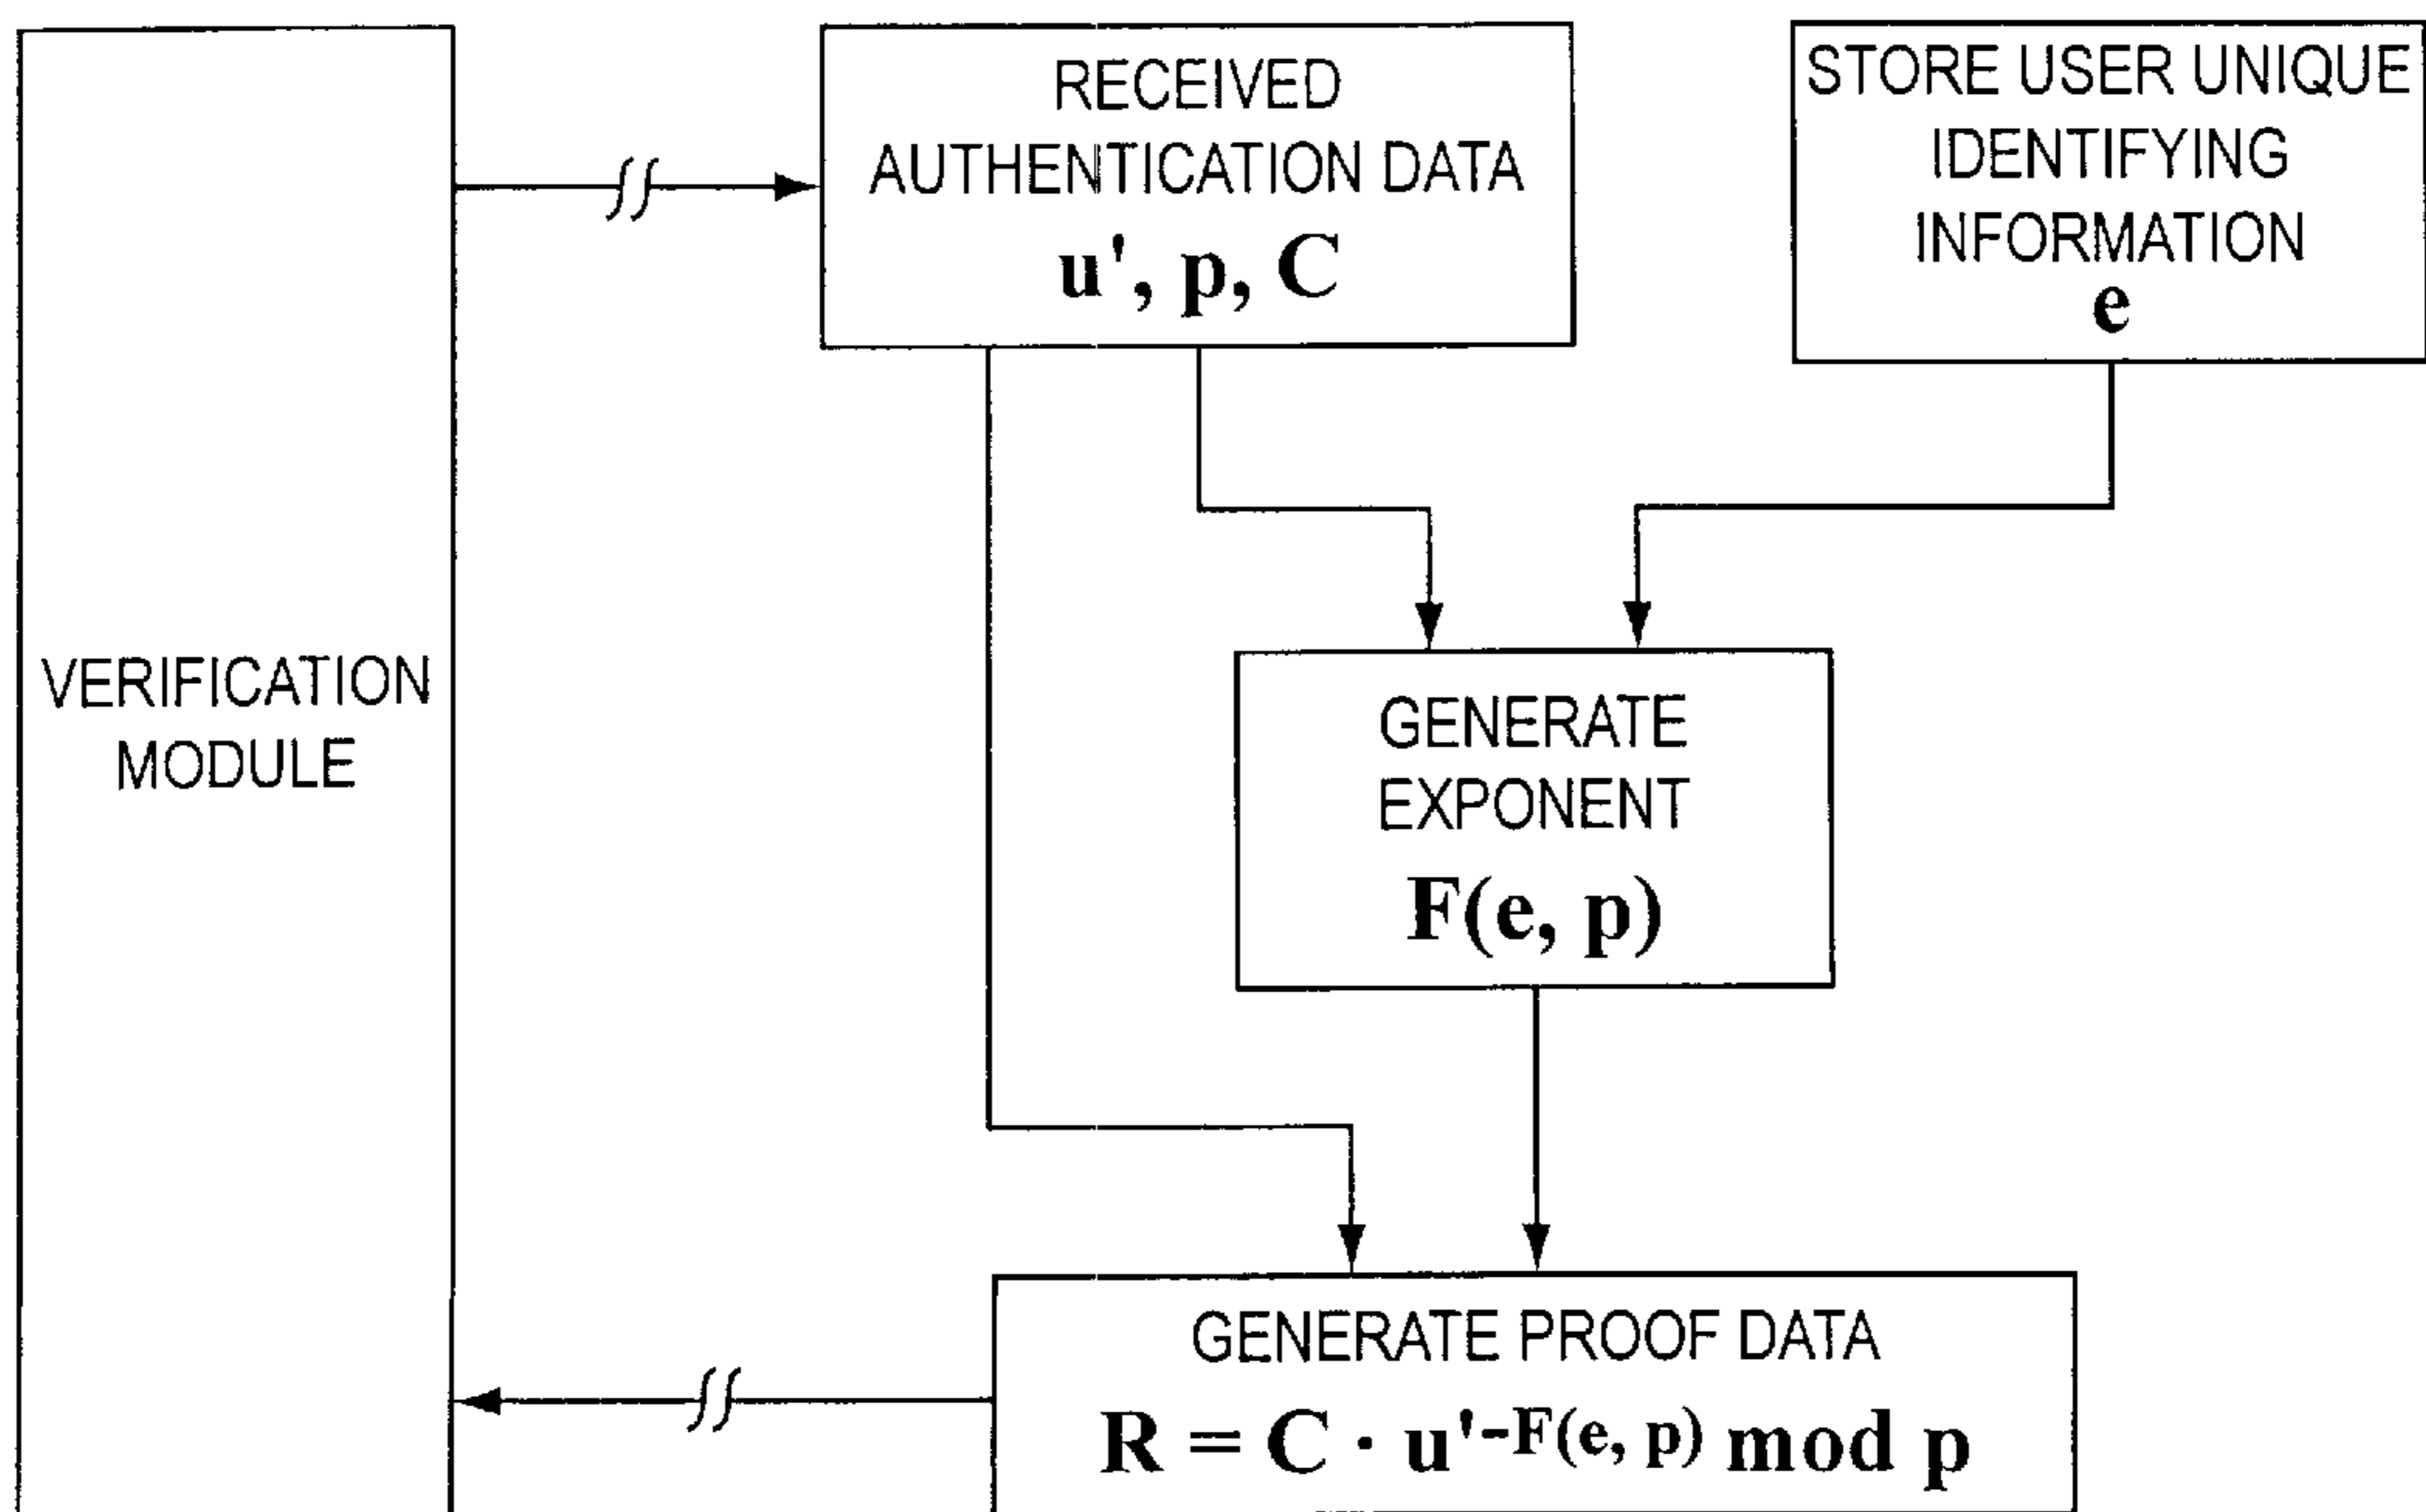 RECEIVED
AUTHENTICATION DATA
u', p, C
STORE USER UNIQUE
IDENTIFYING
INFORMATION
e
VERIFICATION
MODULE
GENERATE
EXPONENT
F(e, p)
GENERATE PROOF DATA
R = C · u'-F(e, p) mod p